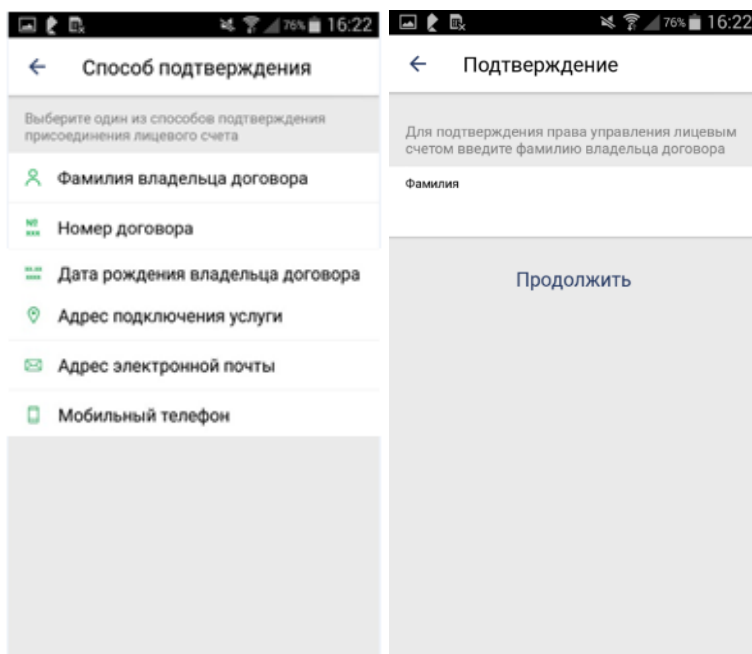 76% 16:22
Способ подтверждения
Выберите один из способов подтверждения
присоединения лицевого счета
Фамилия владельца договора
Номер договора
Дата рождения владельца договора
Адрес подключения услуги
Адрес электронной почты
Мобильный телефон
76% 16:22
Подтверждение
Для подтверждения права управления лицевым
счетом введите фамилию владельца договора
Фамилия
Продолжить